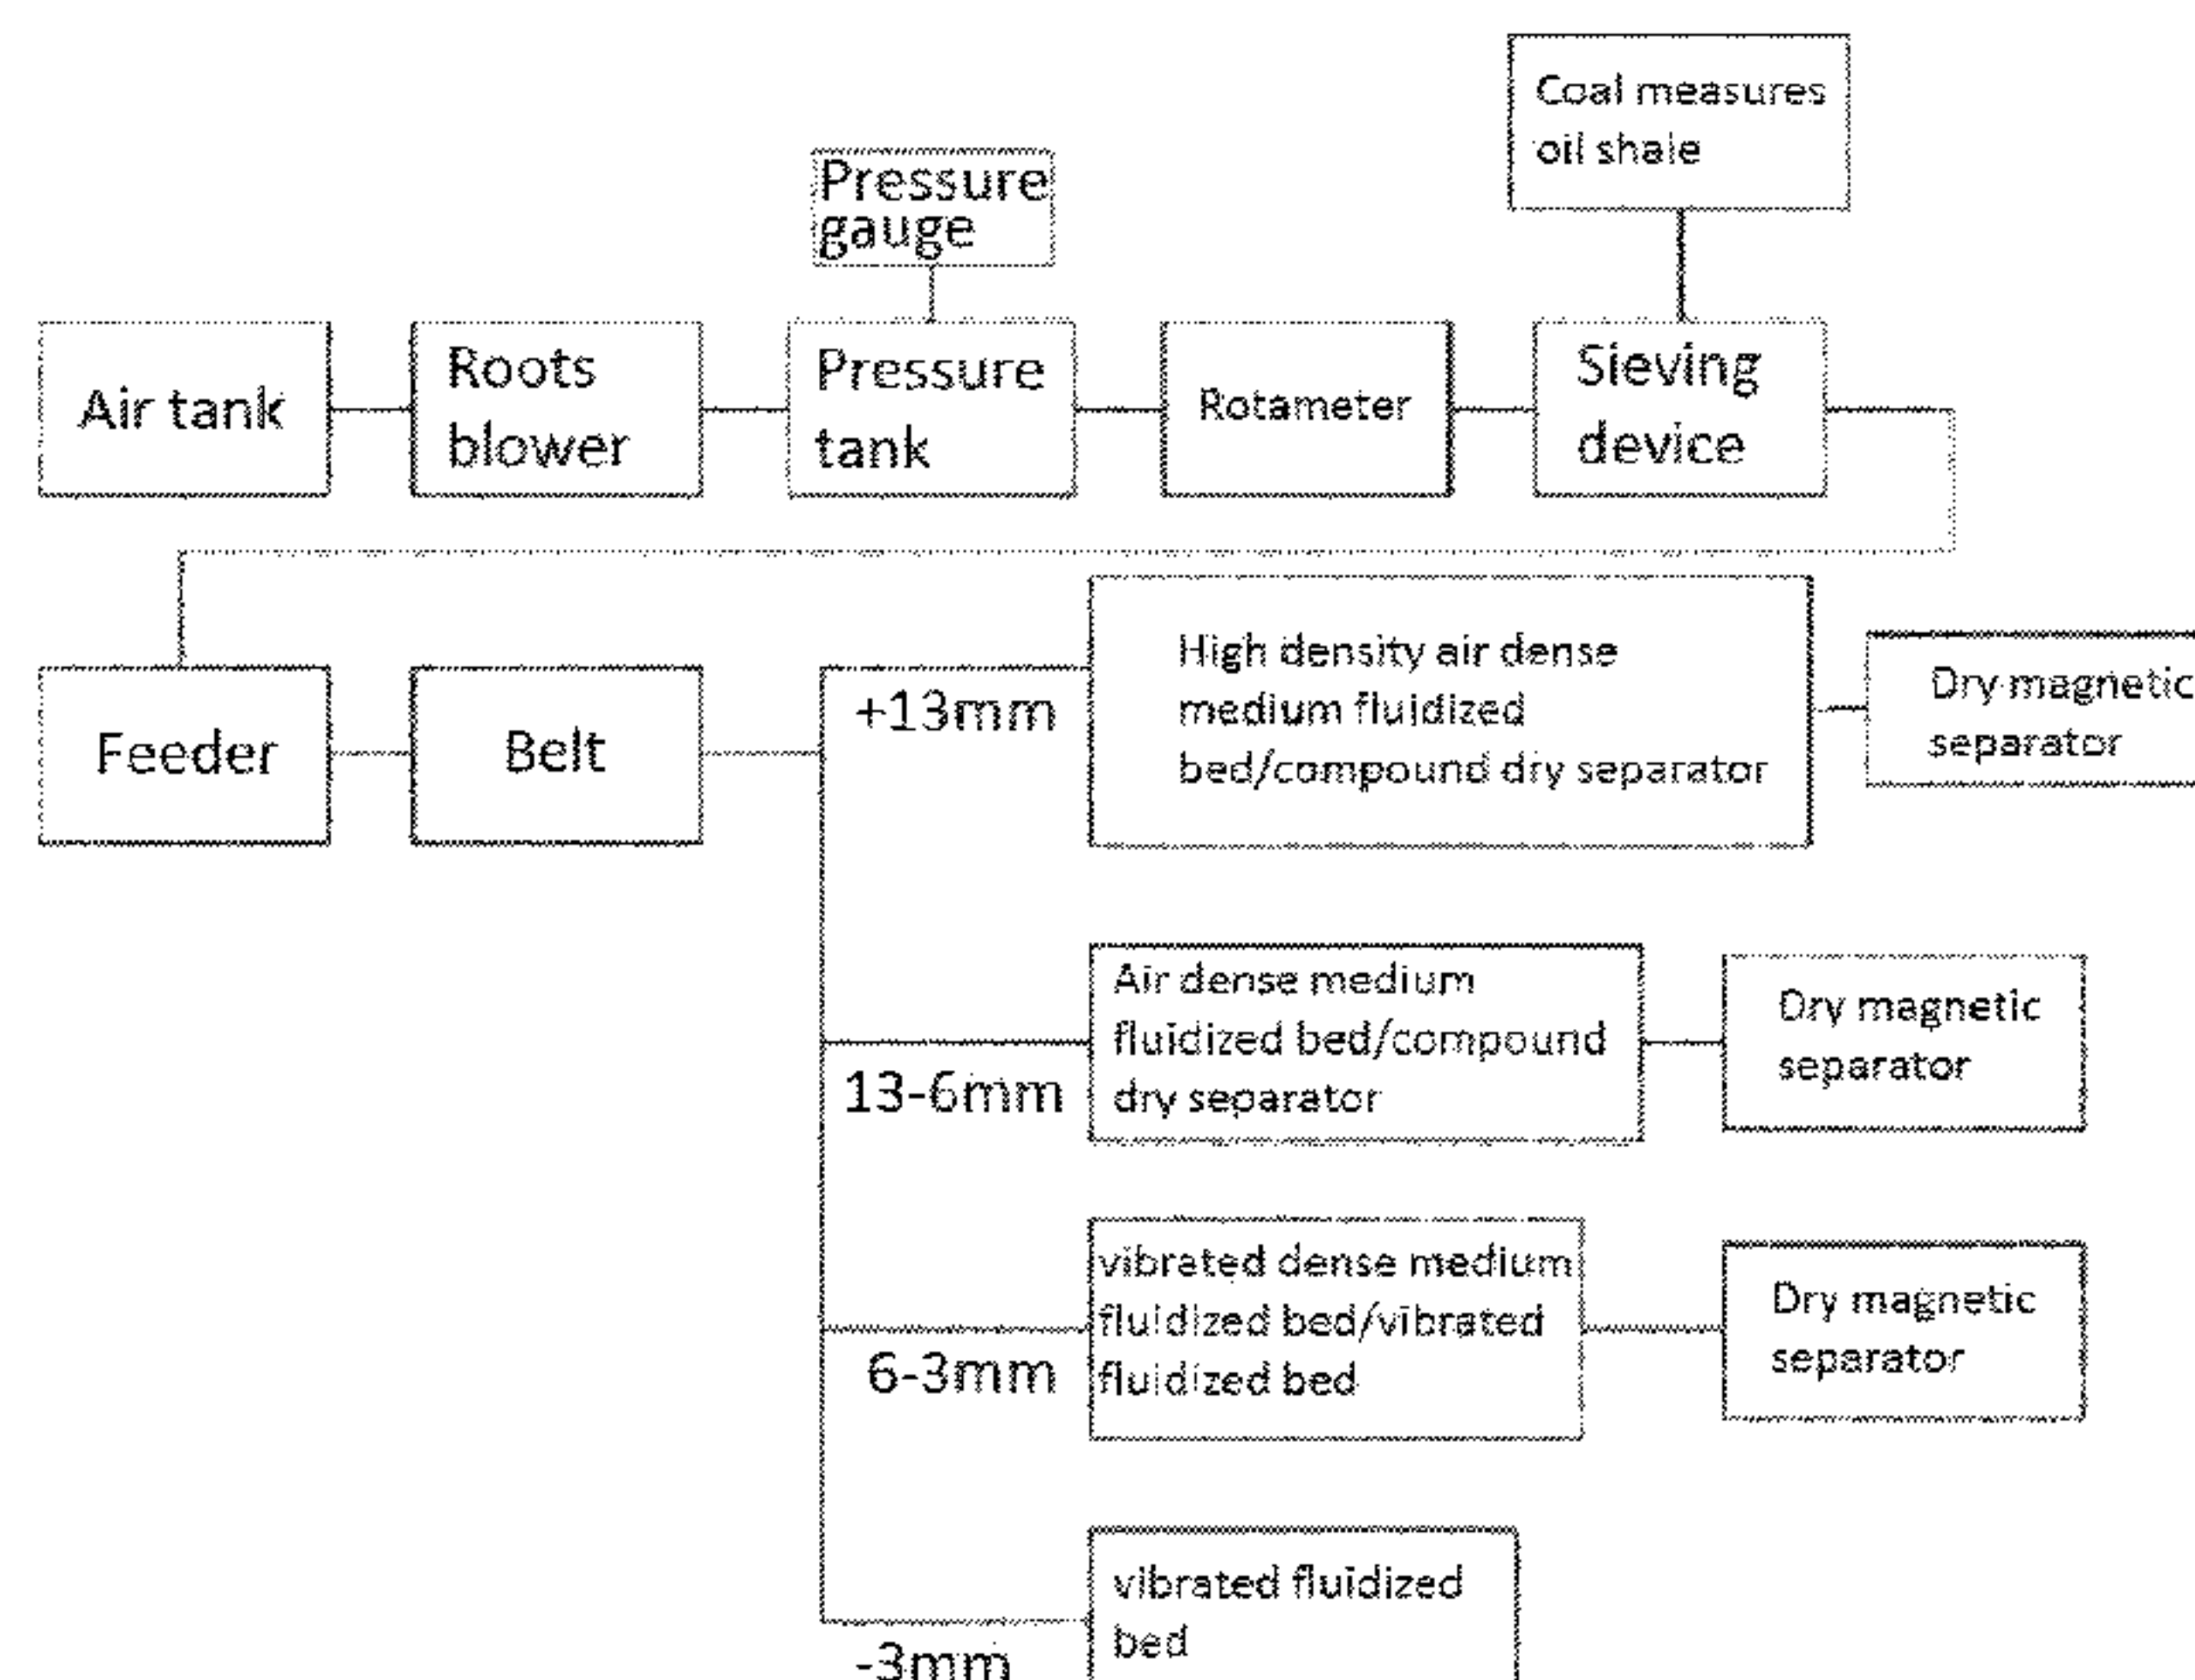 Coal measures
oil shale
Pressure
gauge
Air tank
Roots
blower
Pressure
tank
Rotameter
Sieving
device
Feeder
Belt
+13mm
High density air dense
medium fluidized
bed/compound dry separator
Dry magnetic
separator
13-6mm
Air dense medium
fluidized bed/compound
dry separator
Dry magnetic
separator
6-3mm
vibrated dense medium
fluidized bed/vibrated
fluidized bed
Dry magnetic
separator
-3mm
vibrated fluidized
bed